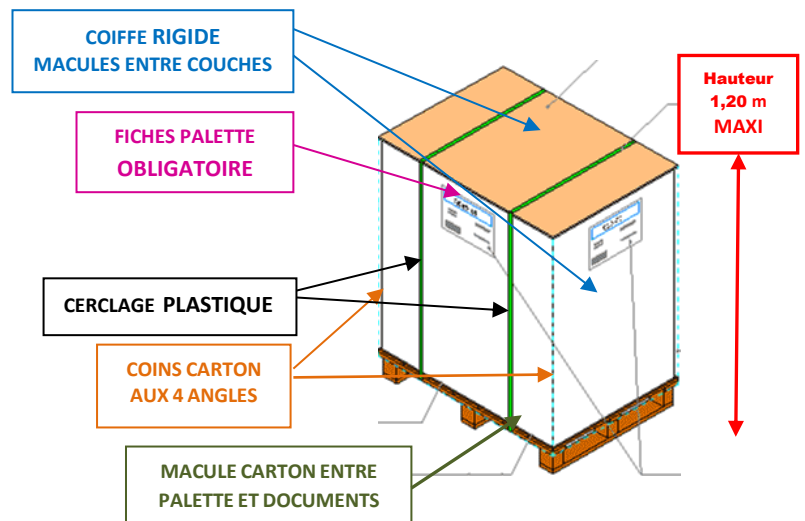 COIFFE RIGIDE
MACULES ENTRE COUCHES
Hauteur
1,20 m
MAXI
FICHES PALETTE
OBLIGATOIRE
CERCLAGE PLASTIQUE
COINS CARTON
AUX 4 ANGLES
MACULE CARTON ENTRE
PALETTE ET DOCUMENTS